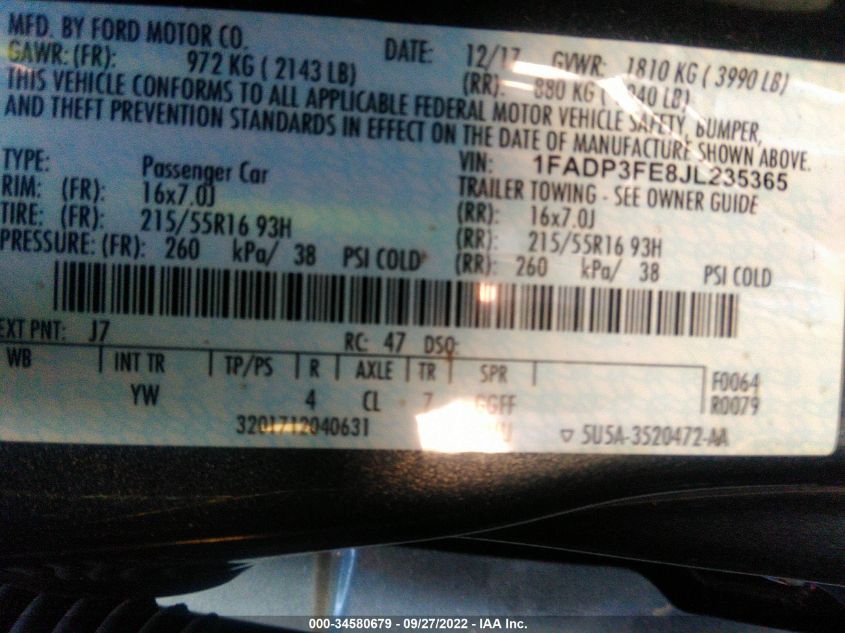 MFD. BY FORD MOTOR CO.
DATE: 12/17 GVWR: 1810 KG ( 3990 LB)
GAWR: (FR): 972 KG ( 2143 LB) (RR): 880 KG LB)
THIS VEHICLE CONFORMS TO ALL APPLICABLE FEDERAL MOTOR VEHICLE SAFETY, BUMPER,
AND THEFT PREVENTION STANDARDS IN EFFECT ON THE DATE OF MANUFACTURE SHOWN ABOVE.
VIN: 1FADP3FE8JL235365
TYPE: Passenger Car TRAILER TOWING - SEE OWNER GUIDE
RIM: (FR): 16x7.0J (RR): 16x7.0J
TIRE: (FR): 215/55R16 93H (RR): 215/55R16 93H
PRESSURE: (FR): 260 kPa/ 38 PSI COLD (RR): 260 kPa/ 38 PSI COLD
EXT PNT: J7 RC: 47 DSO:
WB INT TR TP/PS R AXLE TR SPR F0064
YW 4 CL 7 GGFF R0079
3201712040631 5U5A-3520472-AA
000-34580679 - 09/27/2022 - IAA Inc.